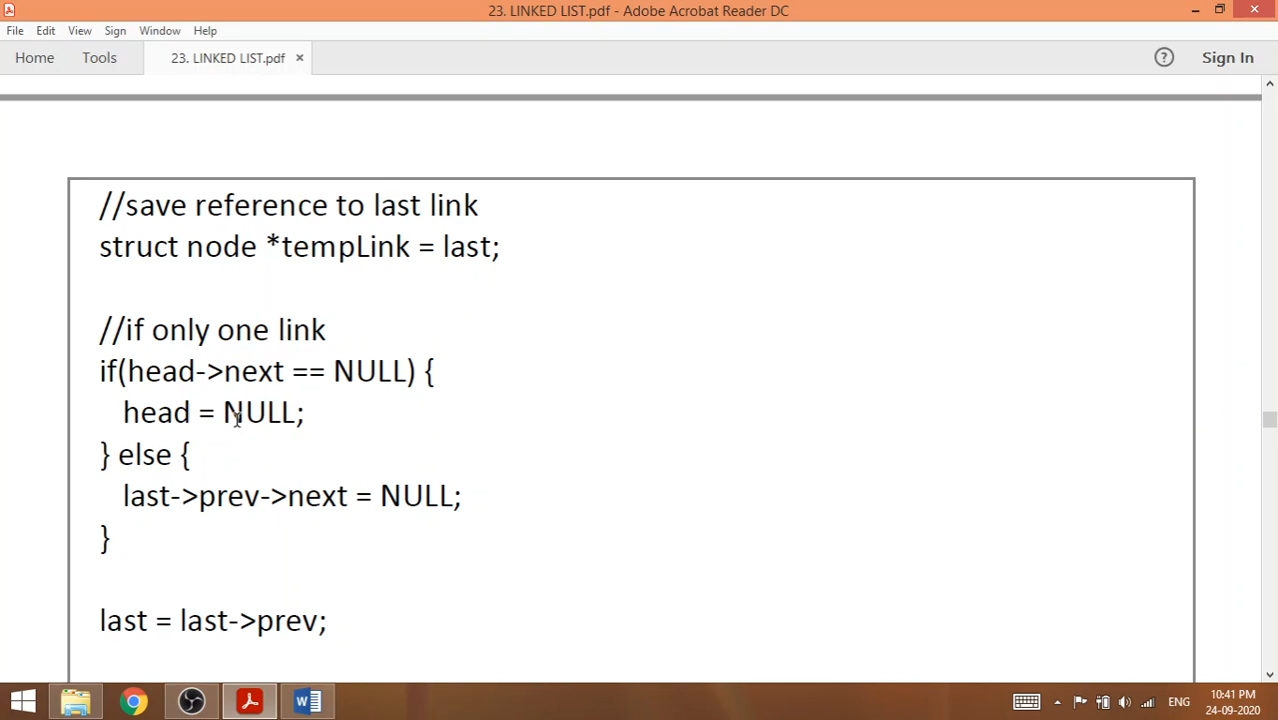 23. LINKED LIST.pdf - Adobe Acrobat Reader DC
File Edit View Sign Window Help
Home Tools 23. LINKED LIST.pdf × ? Sign In
//save reference to last link
struct node *tempLink = last;
//if only one link
if(head->next == NULL) {
head = NULL;
} else {
last->prev->next = NULL;
}
last = last->prev;
W
ENG
10:41 PM
24-09-2020